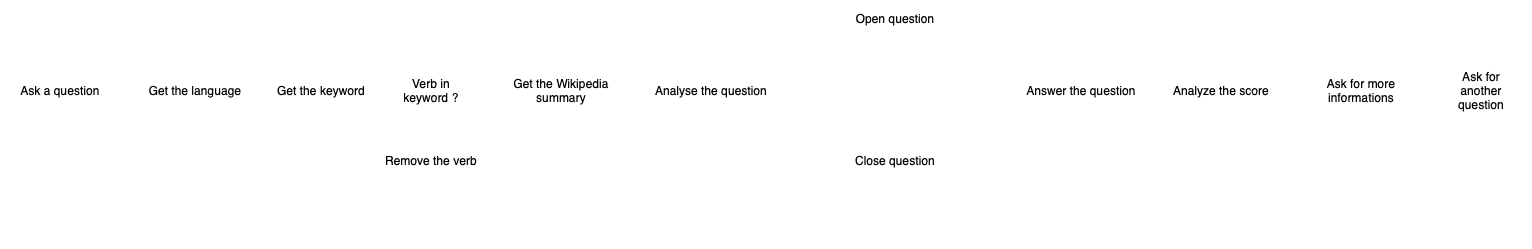 Open question
Ask a question
Get the language
Get the keyword
Verb in
keyword ?
Get the Wikipedia
summary
Analyse the question
Answer the question
Analyze the score
Ask for more
informations
Ask for
another
question
Remove the verb
Close question